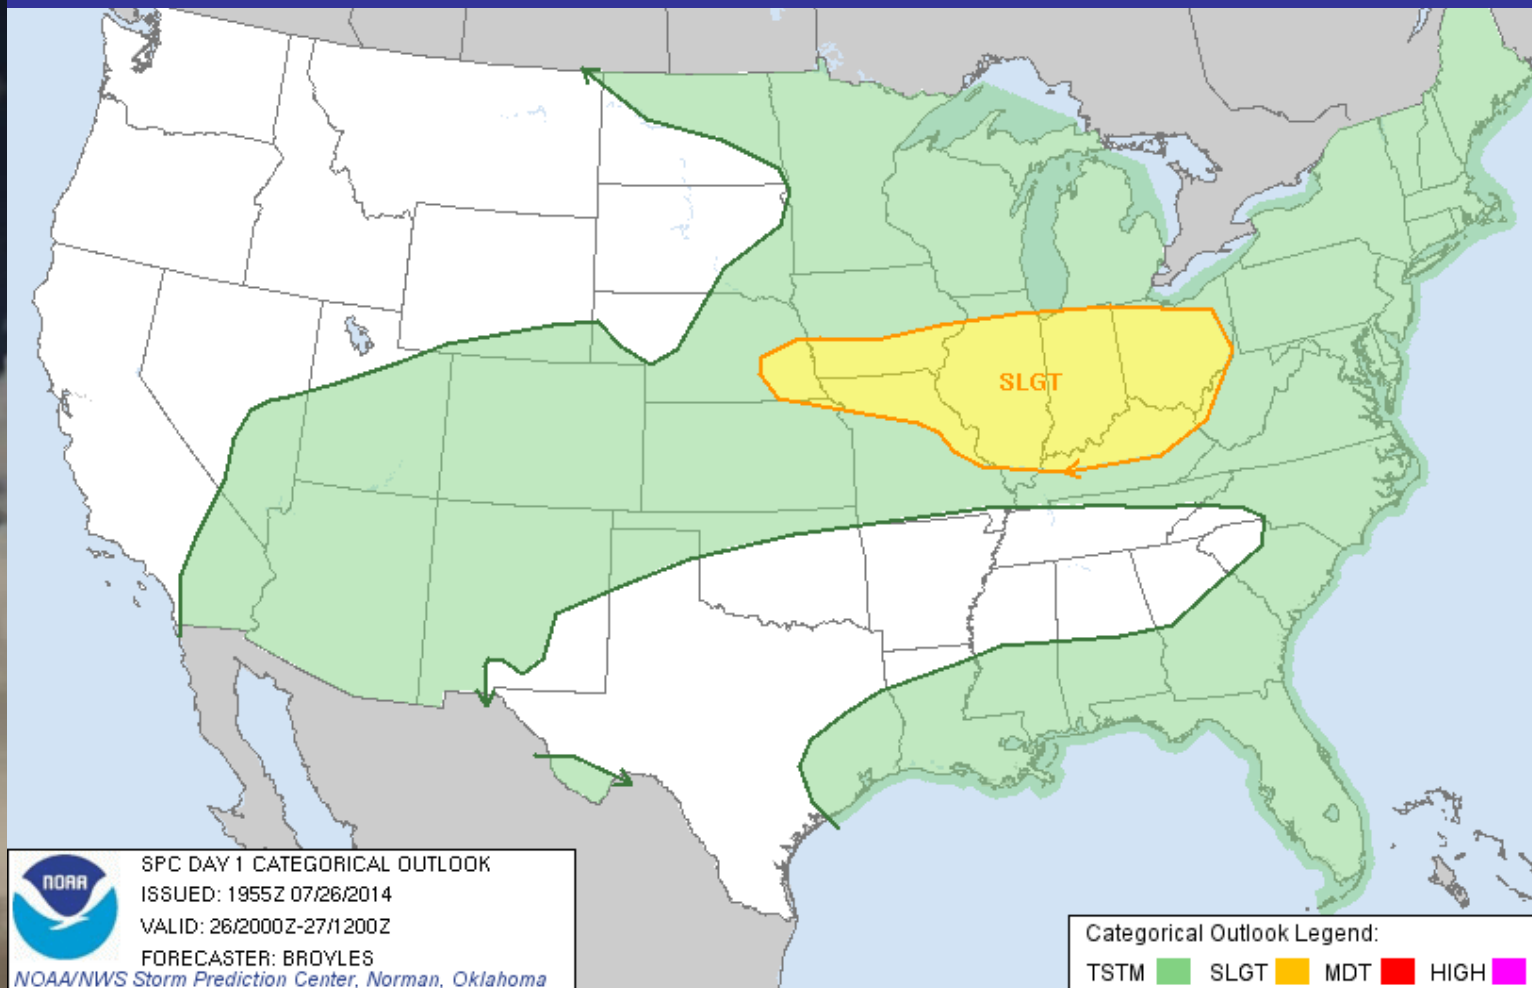 SLGT
NOAA
SPC DAY 1 CATEGORICAL OUTLOOK
ISSUED: 1955Z 07/26/2014
VALID: 26/2000Z-27/1200Z
FORECASTER: BROYLES
NOAA/NWS Storm Prediction Center, Norman, Oklahoma
Categorical Outlook Legend:
TSTM SLGT MDT HIGH